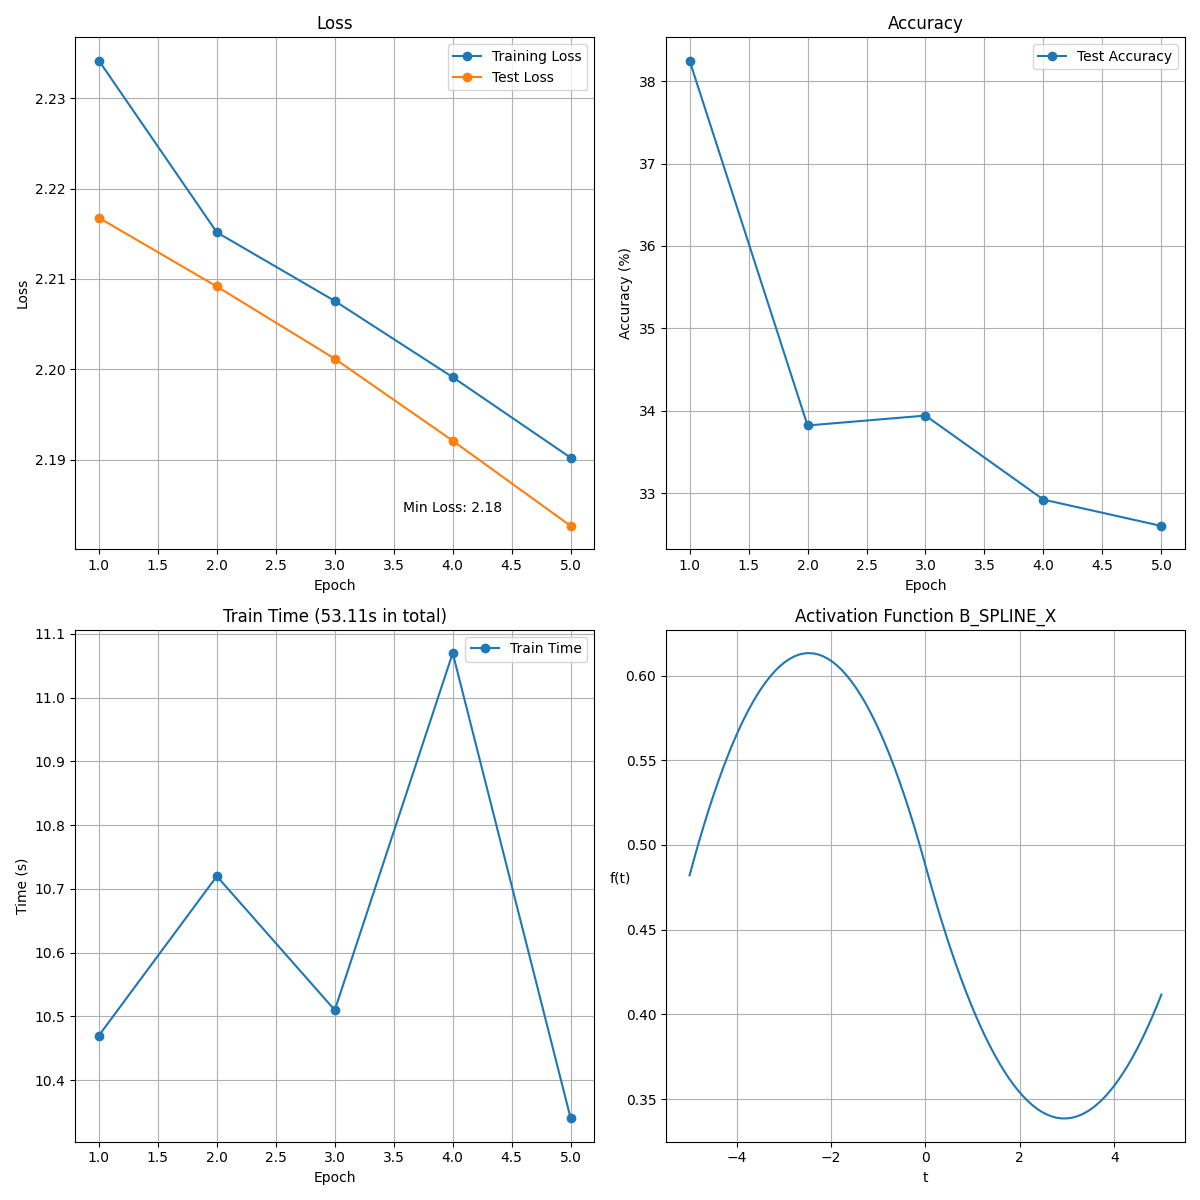 Loss
Training Loss
Test Loss
2.23
2.22
2.21
2.20
2.19
Loss
Min Loss: 2.18
1.0 1.5 2.0 2.5 3.0 3.5 4.0 4.5 5.0
Epoch
Accuracy
Test Accuracy
38
37
36
35
34
33
Accuracy (%)
1.0 1.5 2.0 2.5 3.0 3.5 4.0 4.5 5.0
Epoch
Train Time (53.11s in total)
Train Time
11.1
11.0
10.9
10.8
10.7
10.6
10.5
10.4
Time (s)
1.0 1.5 2.0 2.5 3.0 3.5 4.0 4.5 5.0
Epoch
Activation Function B_SPLINE_X
0.60
0.55
0.50
0.45
0.40
0.35
f(t)
−4 −2 0 2 4
t